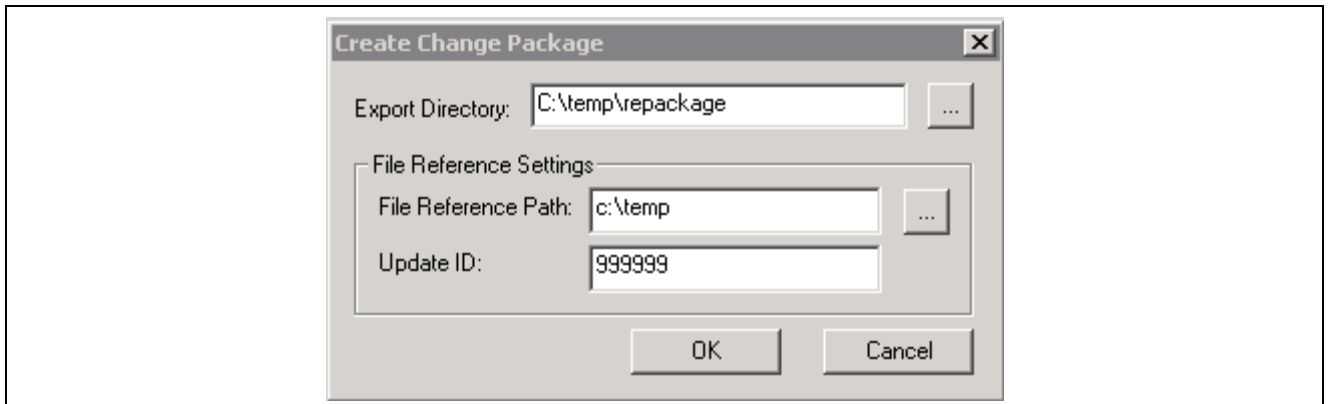 Create Change Package
Export Directory: C:\temp\repackage ...
File Reference Settings
File Reference Path: c:\temp ...
Update ID: 999999
OK Cancel